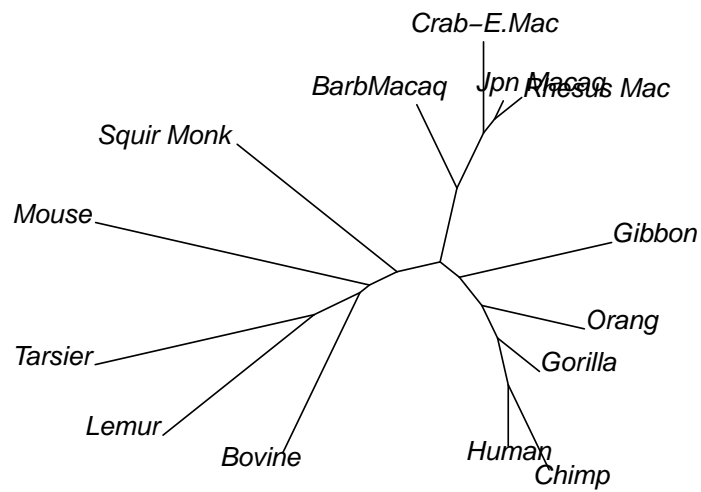 Crab–E.Mac
BarbMacaq
Jpn Macaq
Rhesus Mac
Squir Monk
Mouse
Gibbon
Orang
Tarsier
Gorilla
Lemur
Bovine
Human
Chimp